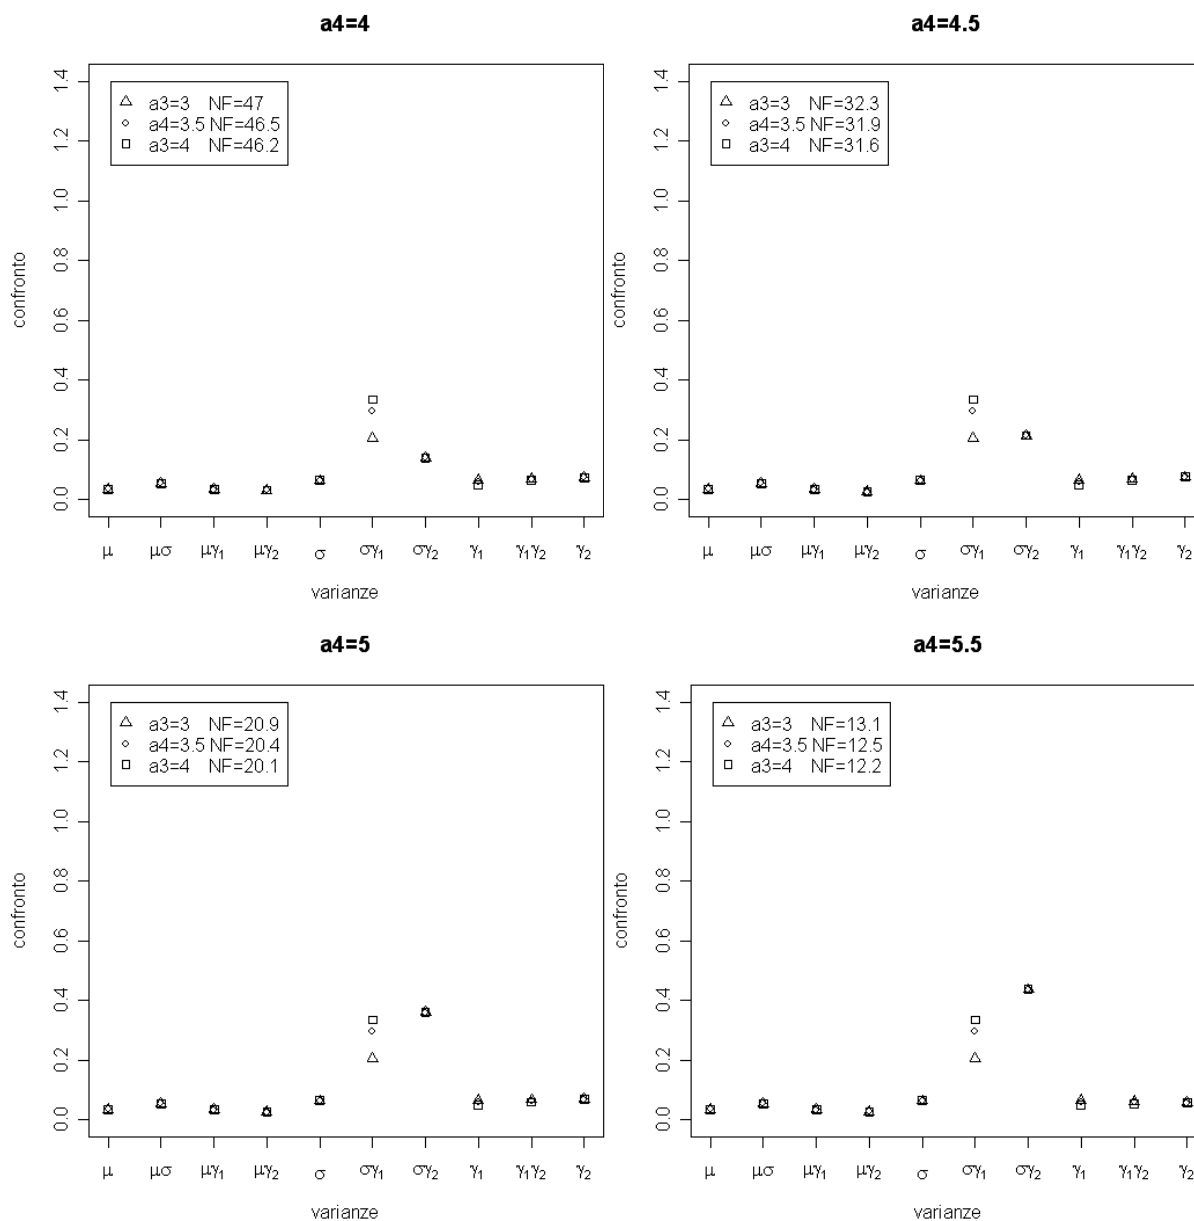 a4=4
1.4
1.2
1.0
0.8
0.6
0.4
0.2
0.0
confronto
a3=3 NF=47
a4=3.5 NF=46.5
a3=4 NF=46.2
μ μσ μγ₁ μγ₂ σ σγ₁ σγ₂ γ₁ γ₁γ₂ γ₂
varianze
a4=4.5
1.4
1.2
1.0
0.8
0.6
0.4
0.2
0.0
confronto
a3=3 NF=32.3
a4=3.5 NF=31.9
a3=4 NF=31.6
μ μσ μγ₁ μγ₂ σ σγ₁ σγ₂ γ₁ γ₁γ₂ γ₂
varianze
a4=5
1.4
1.2
1.0
0.8
0.6
0.4
0.2
0.0
confronto
a3=3 NF=20.9
a4=3.5 NF=20.4
a3=4 NF=20.1
μ μσ μγ₁ μγ₂ σ σγ₁ σγ₂ γ₁ γ₁γ₂ γ₂
varianze
a4=5.5
1.4
1.2
1.0
0.8
0.6
0.4
0.2
0.0
confronto
a3=3 NF=13.1
a4=3.5 NF=12.5
a3=4 NF=12.2
μ μσ μγ₁ μγ₂ σ σγ₁ σγ₂ γ₁ γ₁γ₂ γ₂
varianze